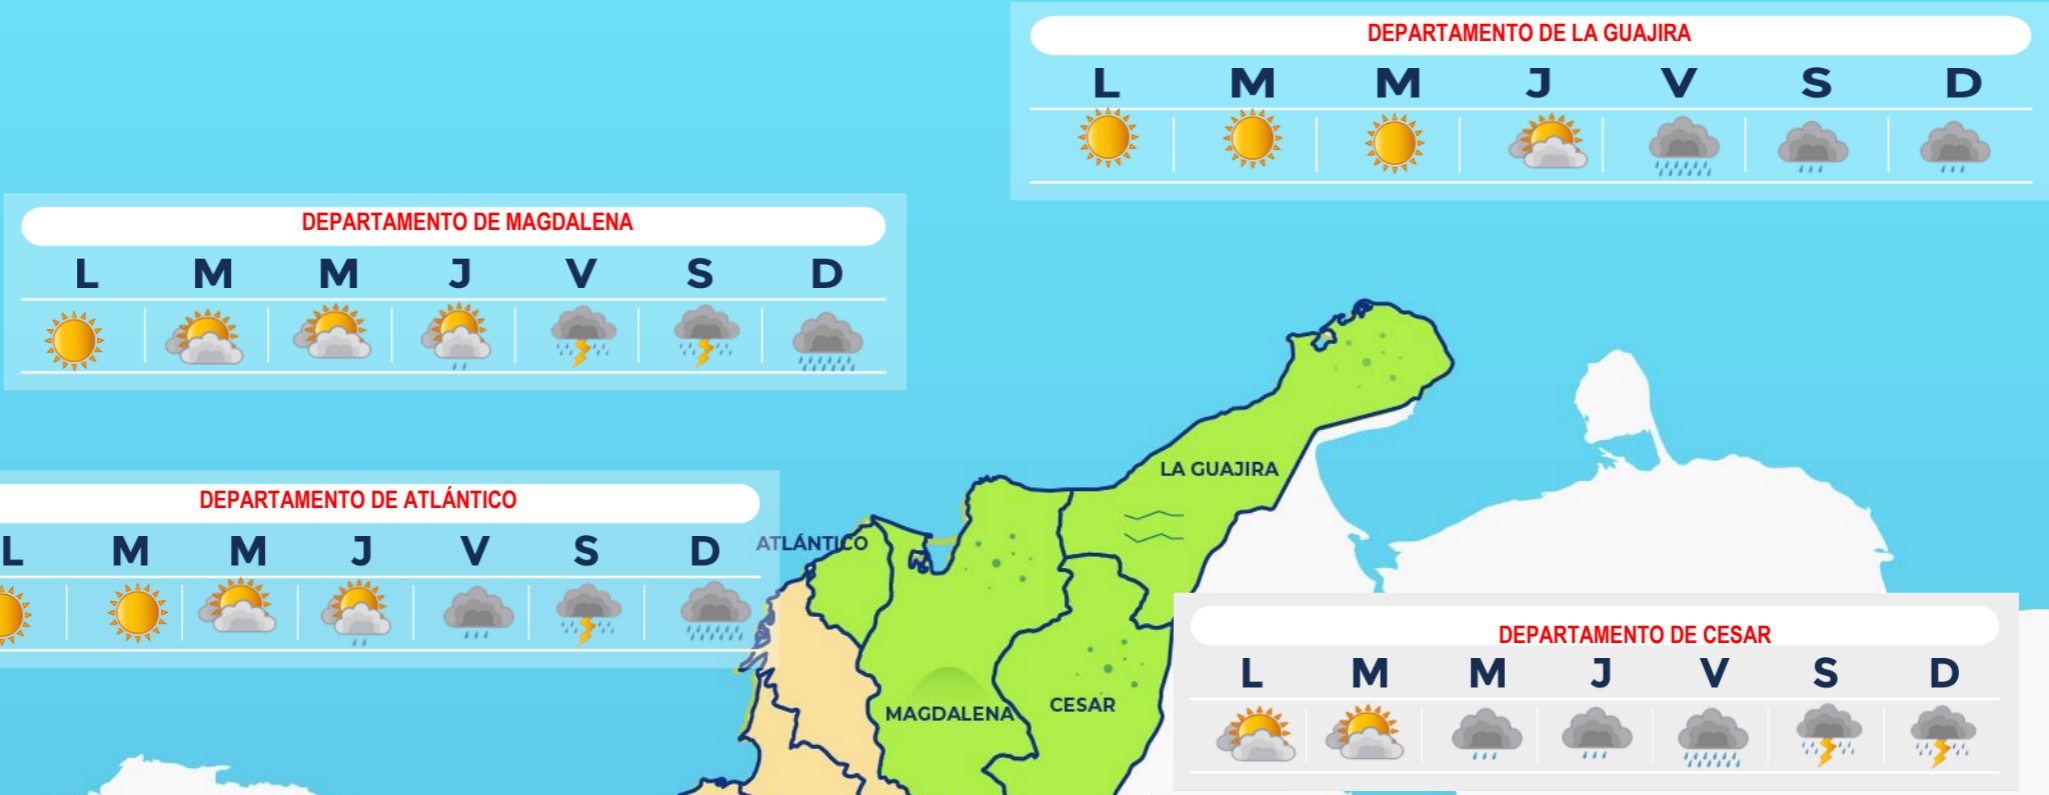 DEPARTAMENTO DE LA GUAJIRA
L M M J V S D
DEPARTAMENTO DE MAGDALENA
L M M J V S D
LA GUAJIRA
DEPARTAMENTO DE ATLÁNTICO
L M M J V S D
ATLÁNTICO
DEPARTAMENTO DE CESAR
L M M J V S D
MAGDALENA
CESAR